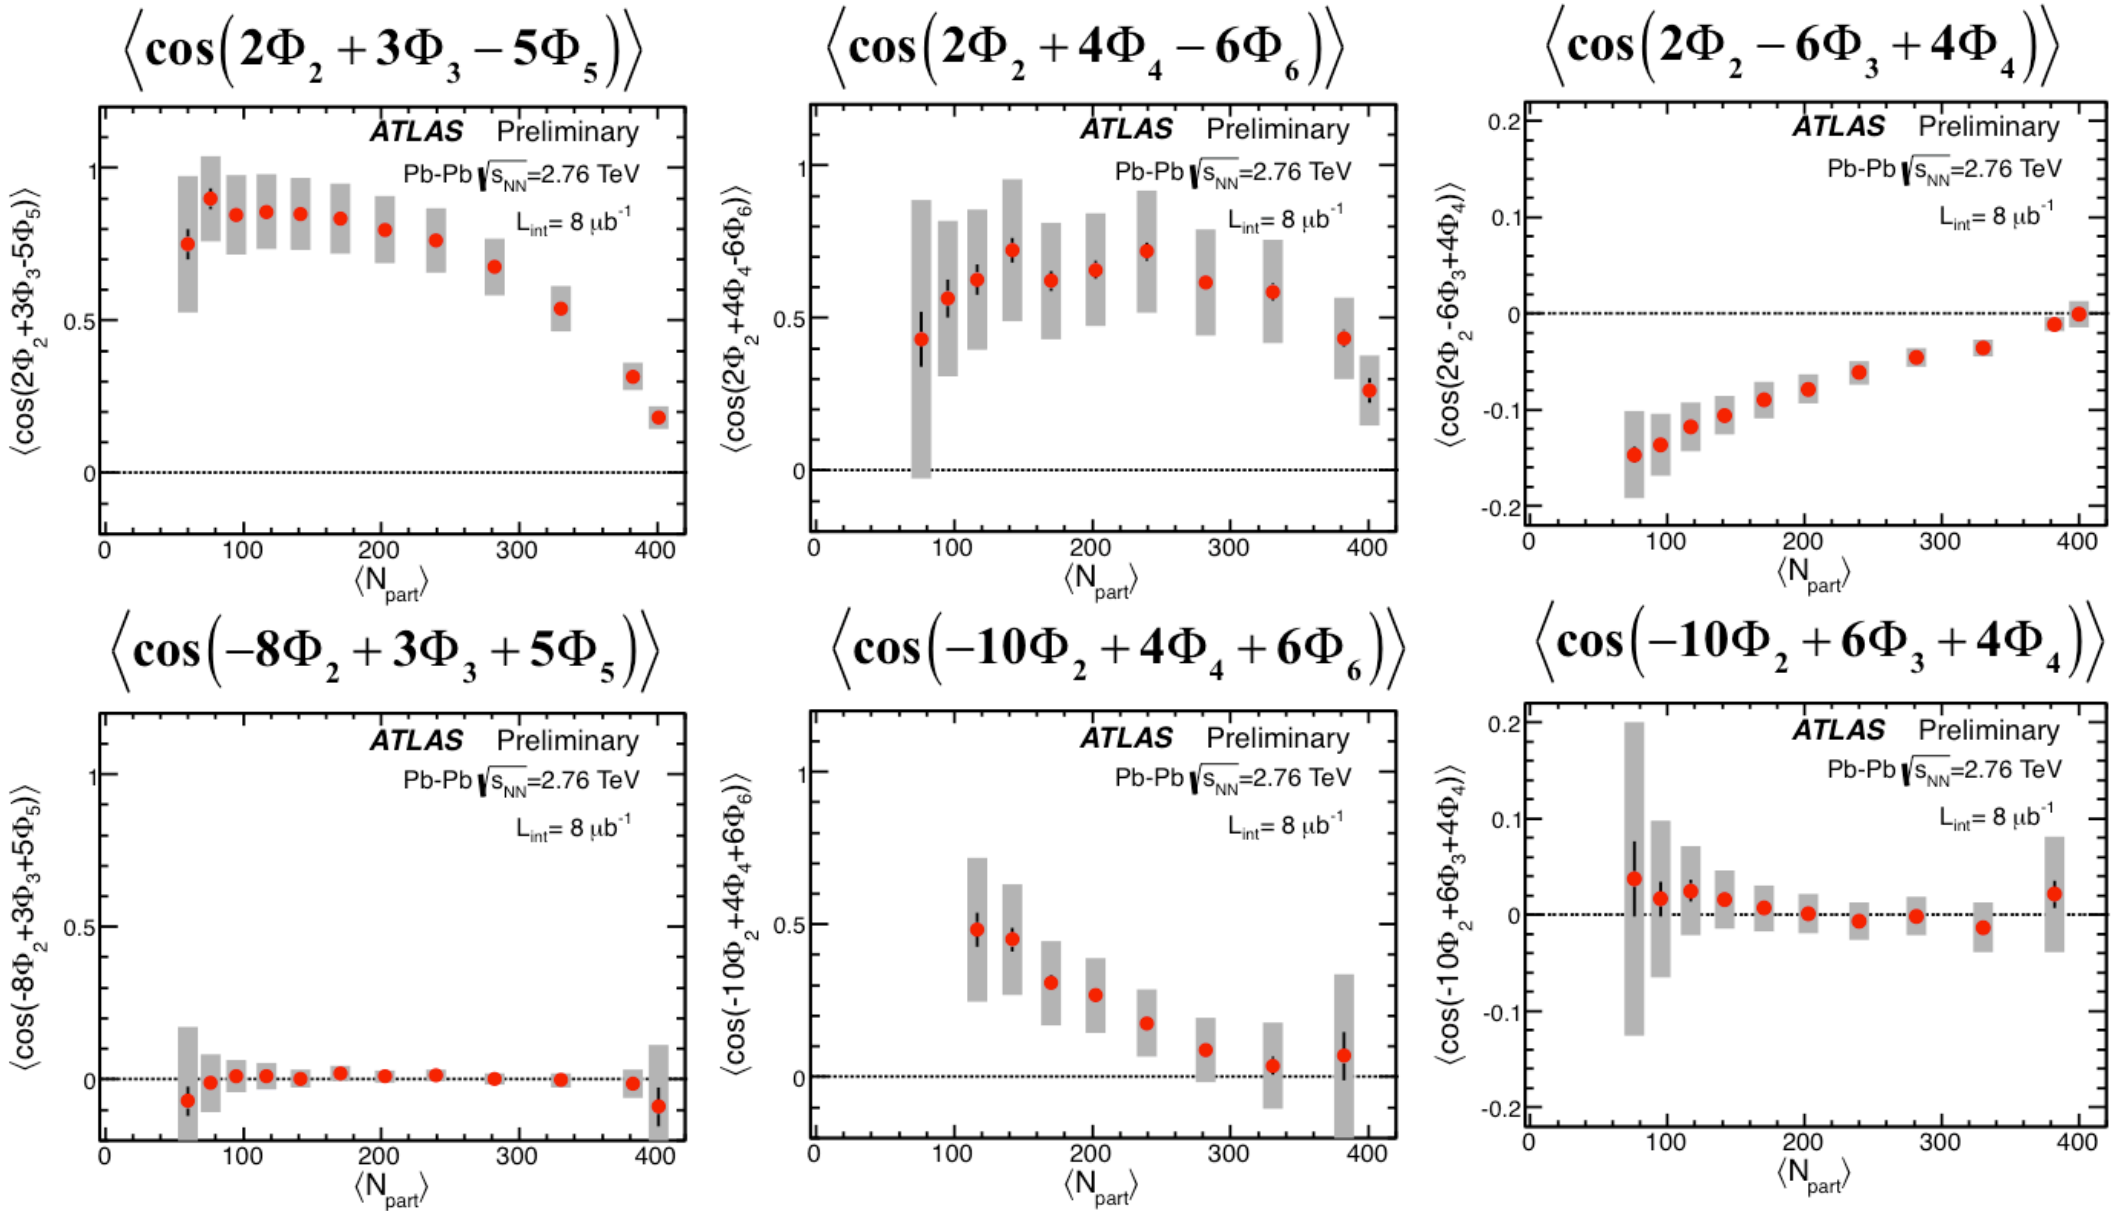 ⟨cos(2Φ₂ + 3Φ₃ − 5Φ₅)⟩
ATLAS Preliminary
Pb-Pb √sNN=2.76 TeV
Lint= 8 μb⁻¹
⟨cos(2Φ₂+3Φ₃-5Φ₅)⟩
1
0.5
0
0 100 200 300 400
⟨Npart⟩
⟨cos(2Φ₂ + 4Φ₄ − 6Φ₆)⟩
ATLAS Preliminary
Pb-Pb √sNN=2.76 TeV
Lint= 8 μb⁻¹
⟨cos(2Φ₂+4Φ₄-6Φ₆)⟩
1
0.5
0
0 100 200 300 400
⟨Npart⟩
⟨cos(2Φ₂ − 6Φ₃ + 4Φ₄)⟩
ATLAS Preliminary
Pb-Pb √sNN=2.76 TeV
Lint= 8 μb⁻¹
⟨cos(2Φ₂-6Φ₃+4Φ₄)⟩
0.2
0.1
0
-0.1
-0.2
0 100 200 300 400
⟨Npart⟩
⟨cos(−8Φ₂ + 3Φ₃ + 5Φ₅)⟩
ATLAS Preliminary
Pb-Pb √sNN=2.76 TeV
Lint= 8 μb⁻¹
⟨cos(-8Φ₂+3Φ₃+5Φ₅)⟩
1
0.5
0
0 100 200 300 400
⟨Npart⟩
⟨cos(−10Φ₂ + 4Φ₄ + 6Φ₆)⟩
ATLAS Preliminary
Pb-Pb √sNN=2.76 TeV
Lint= 8 μb⁻¹
⟨cos(-10Φ₂+4Φ₄+6Φ₆)⟩
1
0.5
0
0 100 200 300 400
⟨Npart⟩
⟨cos(−10Φ₂ + 6Φ₃ + 4Φ₄)⟩
ATLAS Preliminary
Pb-Pb √sNN=2.76 TeV
Lint= 8 μb⁻¹
⟨cos(-10Φ₂+6Φ₃+4Φ₄)⟩
0.2
0.1
0
-0.1
-0.2
0 100 200 300 400
⟨Npart⟩